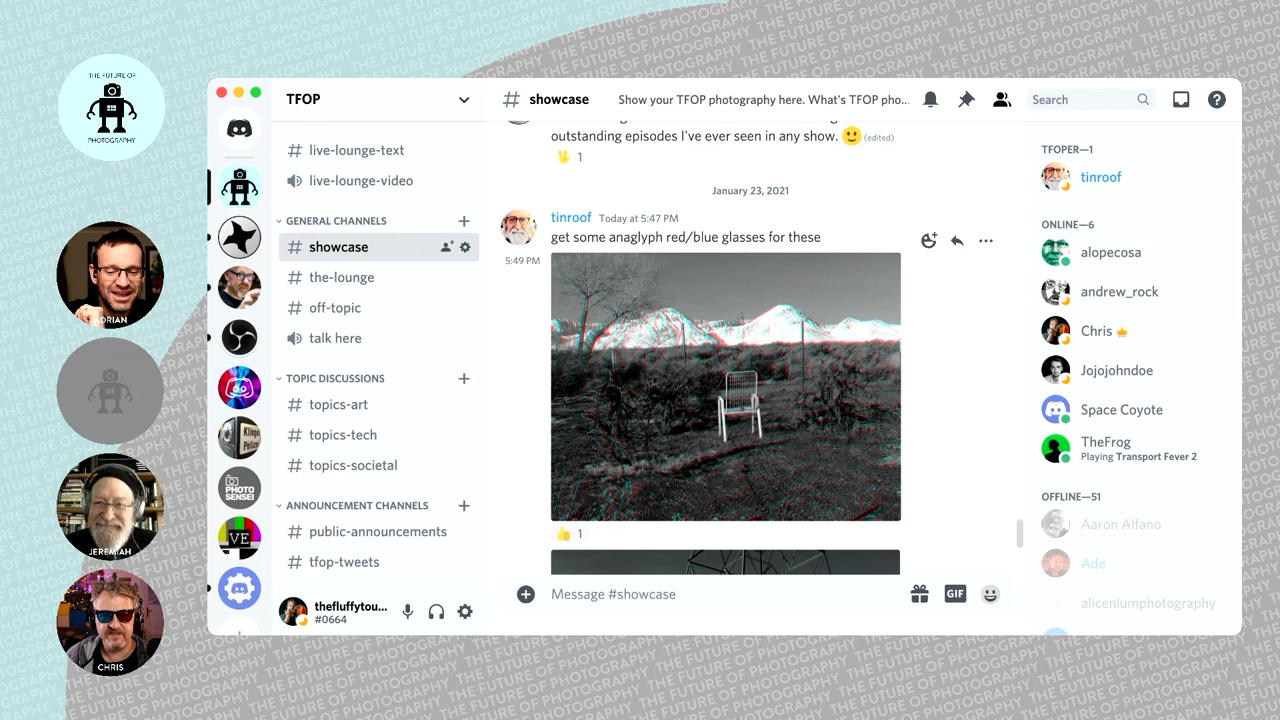 THE FUTURE OF PHOTOGRAPHY
THE FUTURE OF
PHOTOGRAPHY
ADRIAN
JEREMIAH
CHRIS
TFOP
live-lounge-text
live-lounge-video
GENERAL CHANNELS
showcase
the-lounge
off-topic
talk here
TOPIC DISCUSSIONS
topics-art
topics-tech
topics-societal
ANNOUNCEMENT CHANNELS
public-announcements
tfop-tweets
thefluffytou...
#0664
PHOTO
SENSEI
VE
# showcase
Show your TFOP photography here. What's TFOP pho...
Search
outstanding episodes I've ever seen in any show. 🙂 (edited)
1
January 23, 2021
tinroof Today at 5:47 PM
get some anaglyph red/blue glasses for these
5:49 PM
1
Message #showcase
GIF
TFOPER—1
tinroof
ONLINE—6
alopecosa
andrew_rock
Chris
Jojojohndoe
Space Coyote
TheFrog
Playing Transport Fever 2
OFFLINE—51
Aaron Alfano
Ade
alicenlumphotography